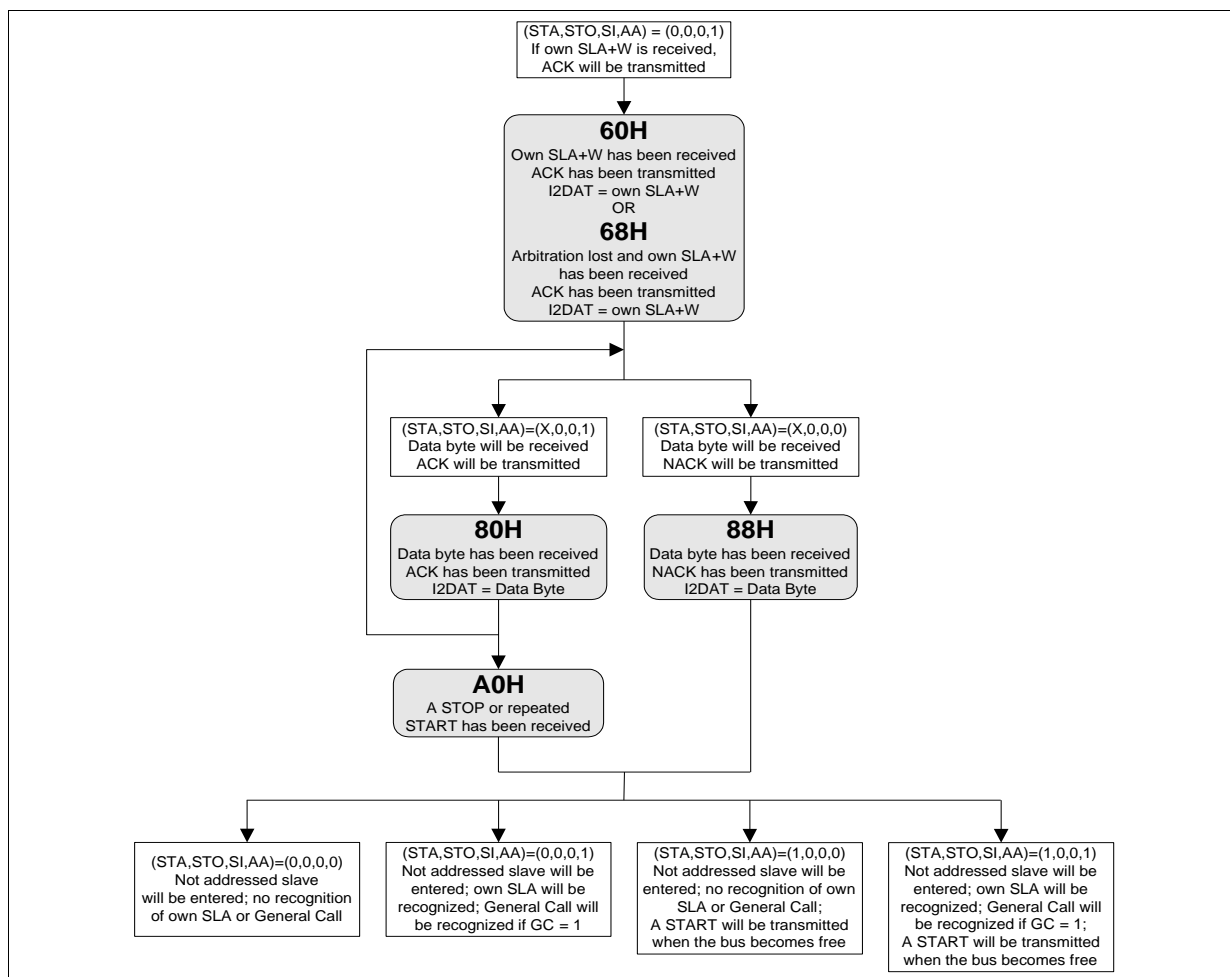 (STA,STO,SI,AA) = (0,0,0,1)
If own SLA+W is received,
ACK will be transmitted
60H
Own SLA+W has been received
ACK has been transmitted
I2DAT = own SLA+W
OR
68H
Arbitration lost and own SLA+W
has been received
ACK has been transmitted
I2DAT = own SLA+W
(STA,STO,SI,AA)=(X,0,0,1)
Data byte will be received
ACK will be transmitted
(STA,STO,SI,AA)=(X,0,0,0)
Data byte will be received
NACK will be transmitted
80H
Data byte has been received
ACK has been transmitted
I2DAT = Data Byte
88H
Data byte has been received
NACK has been transmitted
I2DAT = Data Byte
A0H
A STOP or repeated
START has been received
(STA,STO,SI,AA)=(0,0,0,0)
Not addressed slave
will be entered; no recognition
of own SLA or General Call
(STA,STO,SI,AA)=(0,0,0,1)
Not addressed slave will be
entered; own SLA will be
recognized; General Call will
be recognized if GC = 1
(STA,STO,SI,AA)=(1,0,0,0)
Not addressed slave will be
entered; no recognition of own
SLA or General Call;
A START will be transmitted
when the bus becomes free
(STA,STO,SI,AA)=(1,0,0,1)
Not addressed slave will be
entered; own SLA will be
recognized; General Call will
be recognized if GC = 1;
A START will be transmitted
when the bus becomes free